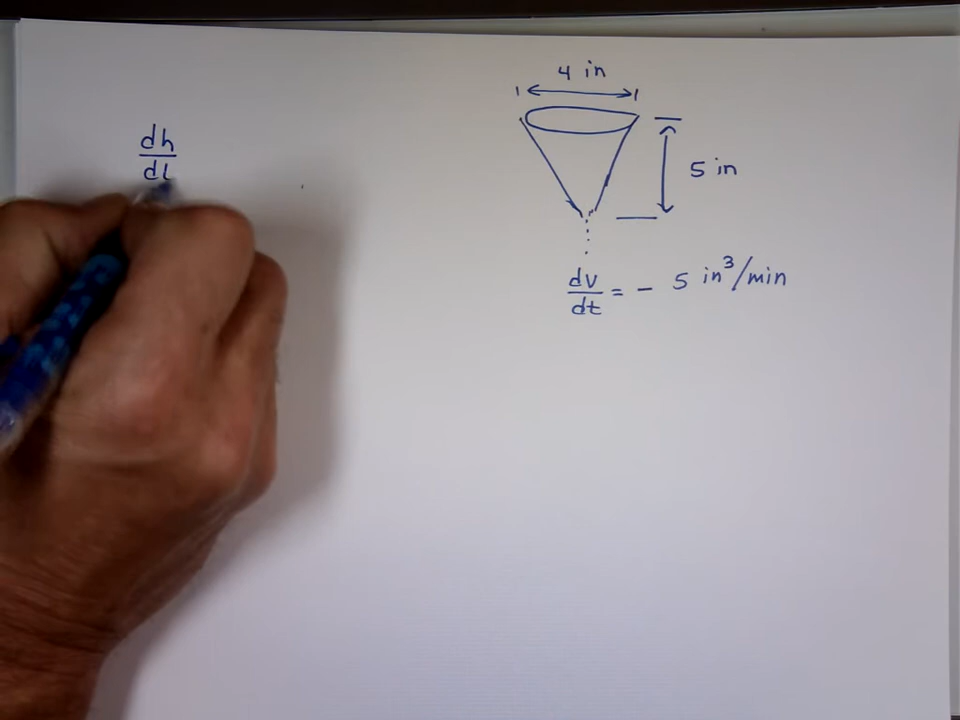 4 in
dh
dt
5 in
dv/dt = - 5 in³/min